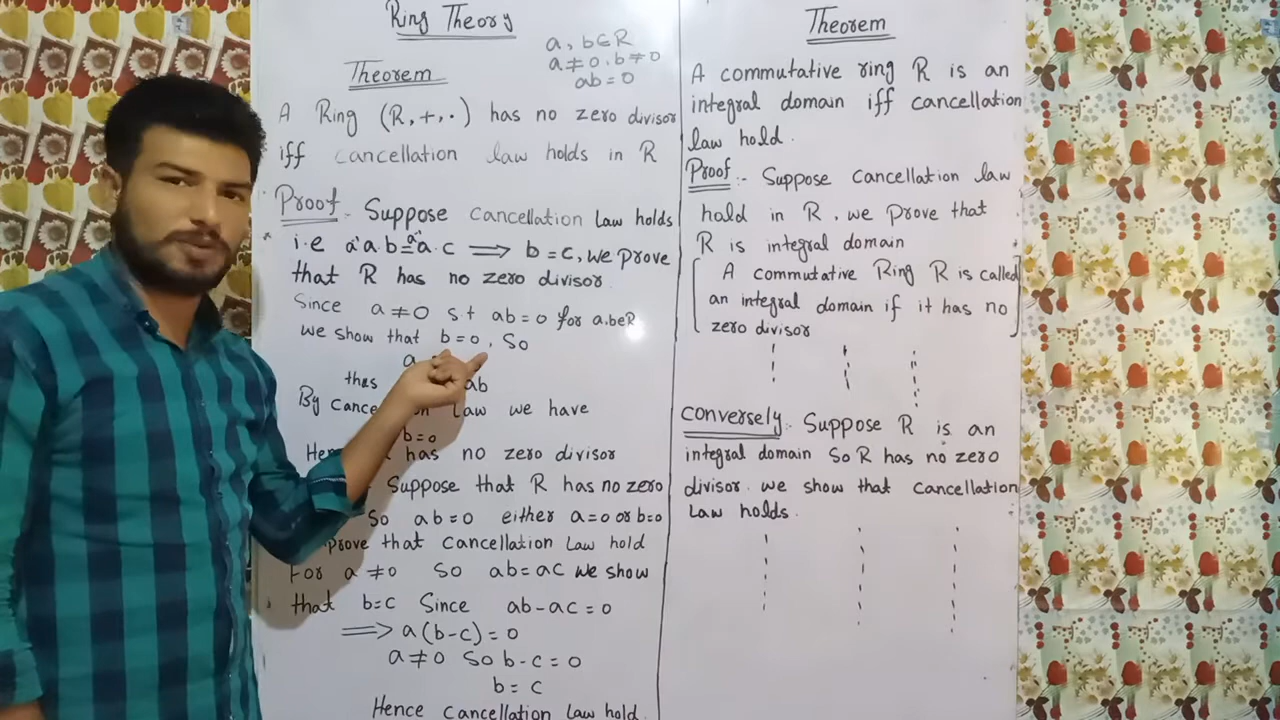 Ring Theory
a, b∈R
a≠0, b≠0
ab=0
Theorem
A Ring (R,+,·) has no zero divisor
iff cancellation law holds in R
Proof:- Suppose cancellation Law holds
i.e a⁻¹a.b=a⁻¹a.c ⟹ b=c, we prove
that R has no zero divisor.
Since a≠0 s.t ab=0 for a,b∈R
we show that b=0, So
a
thus ab
By Cance on Law we have
b=0
Hen has no zero divisor
Suppose that R has no zero
So ab=0 either a=0 or b=0
prove that cancellation Law hold
For a≠0 So ab=ac we show
that b=c Since ab-ac=0
⟹ a(b-c)=0
a≠0 So b-c=0
b=c
Hence cancellation Law hold.
Theorem
A commutative ring R is an
integral domain iff cancellation
law hold.
Proof:- Suppose cancellation law
hold in R, we prove that
R is integral domain
[A commutative Ring R is called
an integral domain if it has no
zero divisor]
Conversely:- Suppose R is an
integral domain So R has no zero
divisor. we show that cancellation
Law holds.